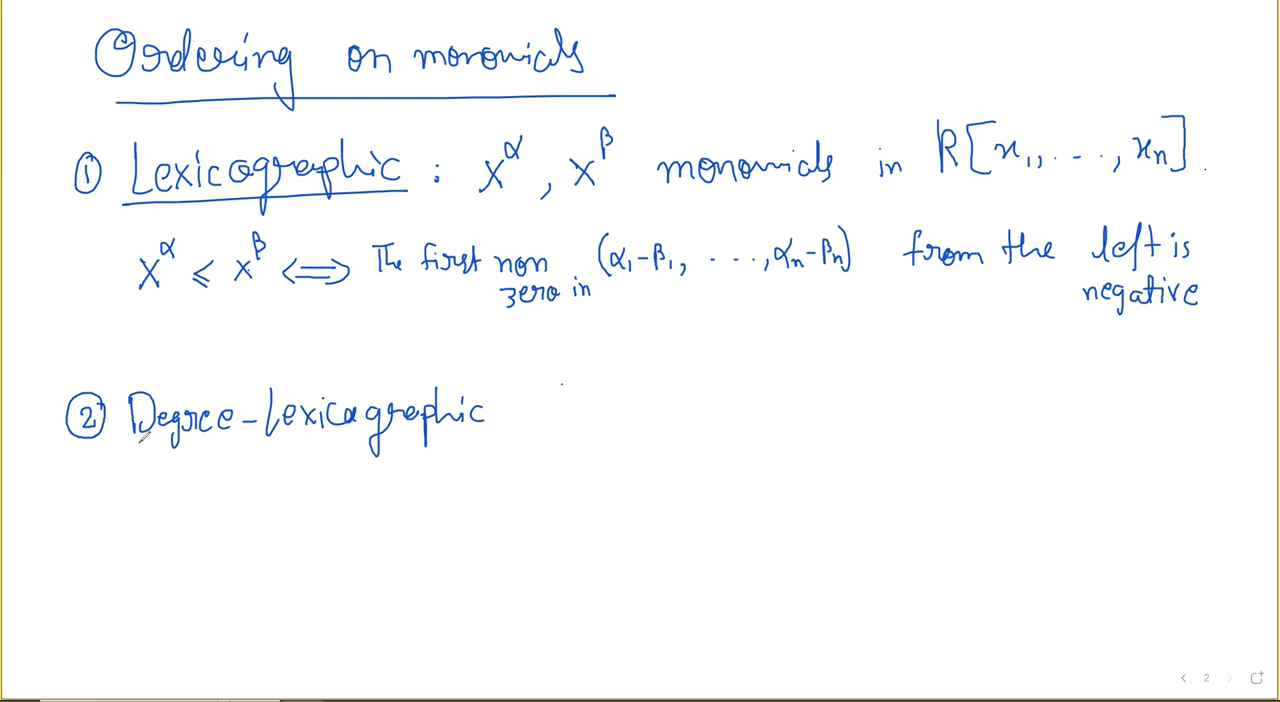 Ordering on monomials
① Lexicographic : X^α, X^β monomials in R[x₁, ..., xₙ].
X^α ≤ X^β ⟺ The first non zero in (α₁-β₁, ..., αₙ-βₙ) from the left is negative
② Degree-Lexicographic
2